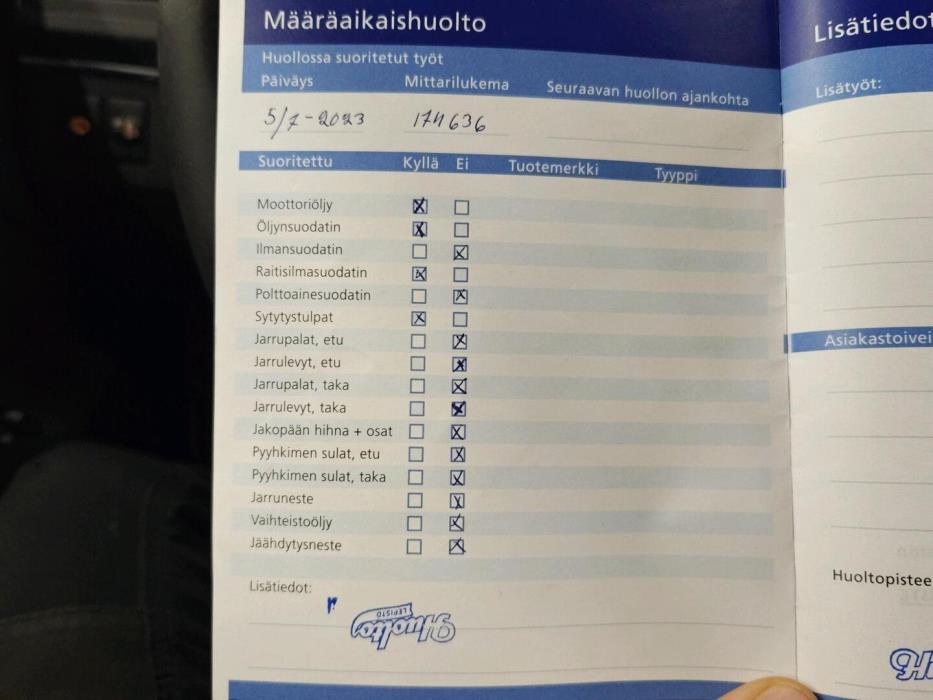 Määräaikaishuolto
Huollossa suoritetut työt
Päiväys Mittarilukema Seuraavan huollon ajankohta
5/7-2023 174636
Suoritettu Kyllä Ei Tuotemerkki Tyyppi
Moottoriöljy ☒ ☐
Öljynsuodatin ☒ ☐
Ilmansuodatin ☐ ☒
Raitisilmasuodatin ☒ ☐
Polttoainesuodatin ☐ ☒
Sytytystulpat ☒ ☐
Jarrupalat, etu ☐ ☒
Jarrulevyt, etu ☐ ☒
Jarrupalat, taka ☐ ☒
Jarrulevyt, taka ☐ ☒
Jakopään hihna + osat ☐ ☒
Pyyhkimen sulat, etu ☐ ☒
Pyyhkimen sulat, taka ☐ ☒
Jarruneste ☐ ☒
Vaihteistoöljy ☐ ☒
Jäähdytysneste ☐ ☒
Lisätiedot:
Huolto
LEPISTÖ
Lisätiedot
Lisätyöt:
Asiakastoivei
Huoltopistee